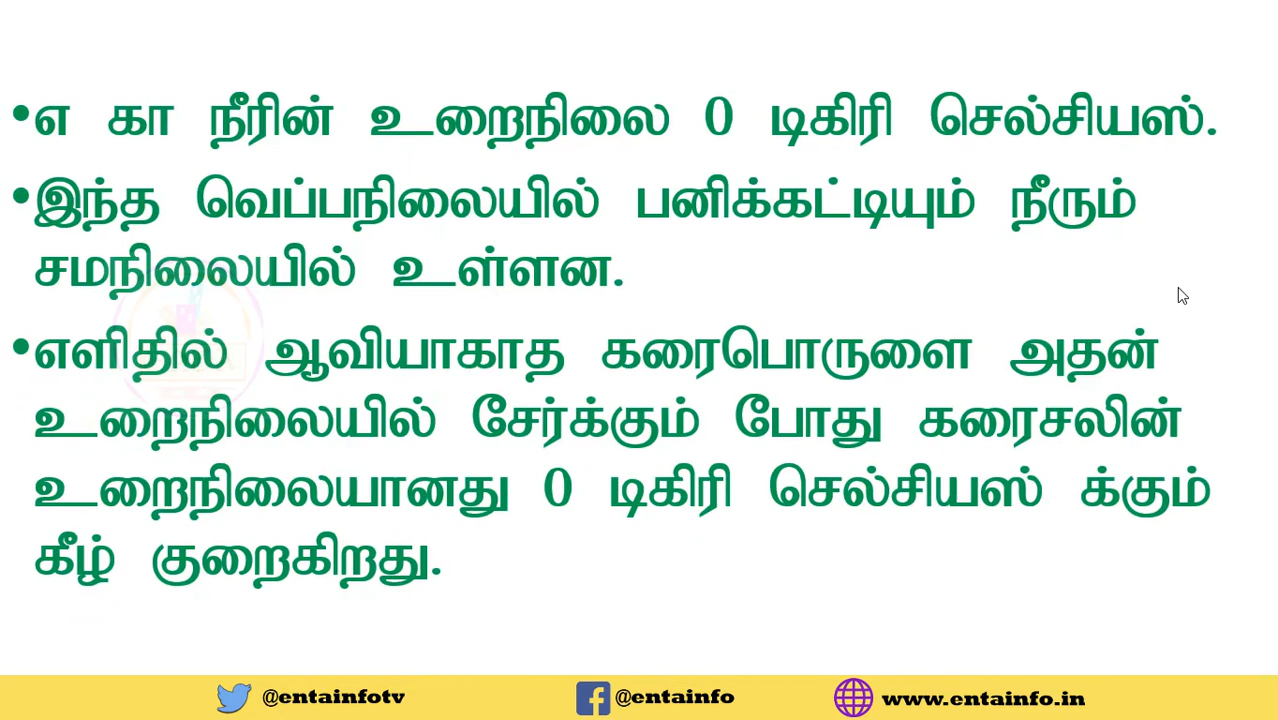 •எ கா நீரின் உறைநிலை 0 டிகிரி செல்சியஸ்.
•இந்த வெப்பநிலையில் பனிக்கட்டியும் நீரும்
சமநிலையில் உள்ளன.
•எளிதில் ஆவியாகாத கரைபொருளை அதன்
உறைநிலையில் சேர்க்கும் போது கரைசலின்
உறைநிலையானது 0 டிகிரி செல்சியஸ் க்கும்
கீழ் குறைகிறது.
@entainfotv @entainfo www.entainfo.in